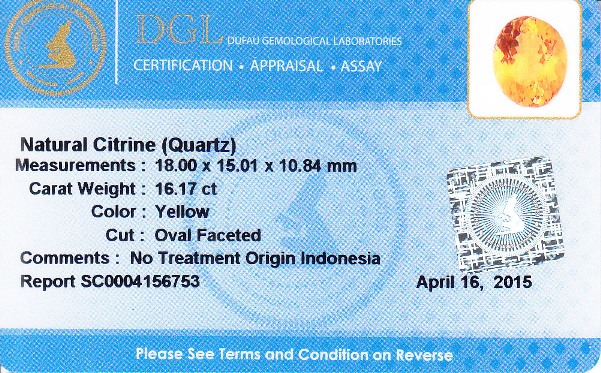 DGL DUFAU GEMOLOGICAL LABORATORIES
CERTIFICATION • APPRAISAL • ASSAY
Natural Citrine (Quartz)
Measurements : 18.00 x 15.01 x 10.84 mm
Carat Weight : 16.17 ct
Color : Yellow
Cut : Oval Faceted
Comments : No Treatment Origin Indonesia
Report SC0004156753
April 16, 2015
Please See Terms and Condition on Reverse